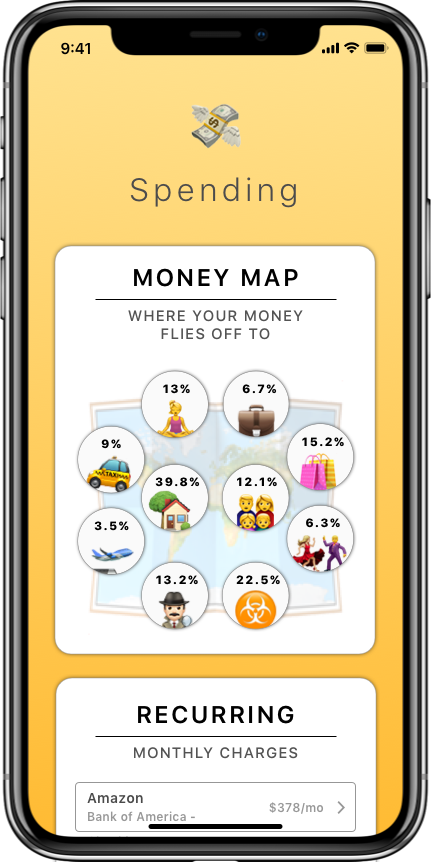 9:41
Spending
MONEY MAP
WHERE YOUR MONEY
FLIES OFF TO
13%
6.7%
9%
TAXI
15.2%
39.8%
12.1%
3.5%
6.3%
13.2%
22.5%
RECURRING
MONTHLY CHARGES
Amazon
$378/mo
Bank of America -